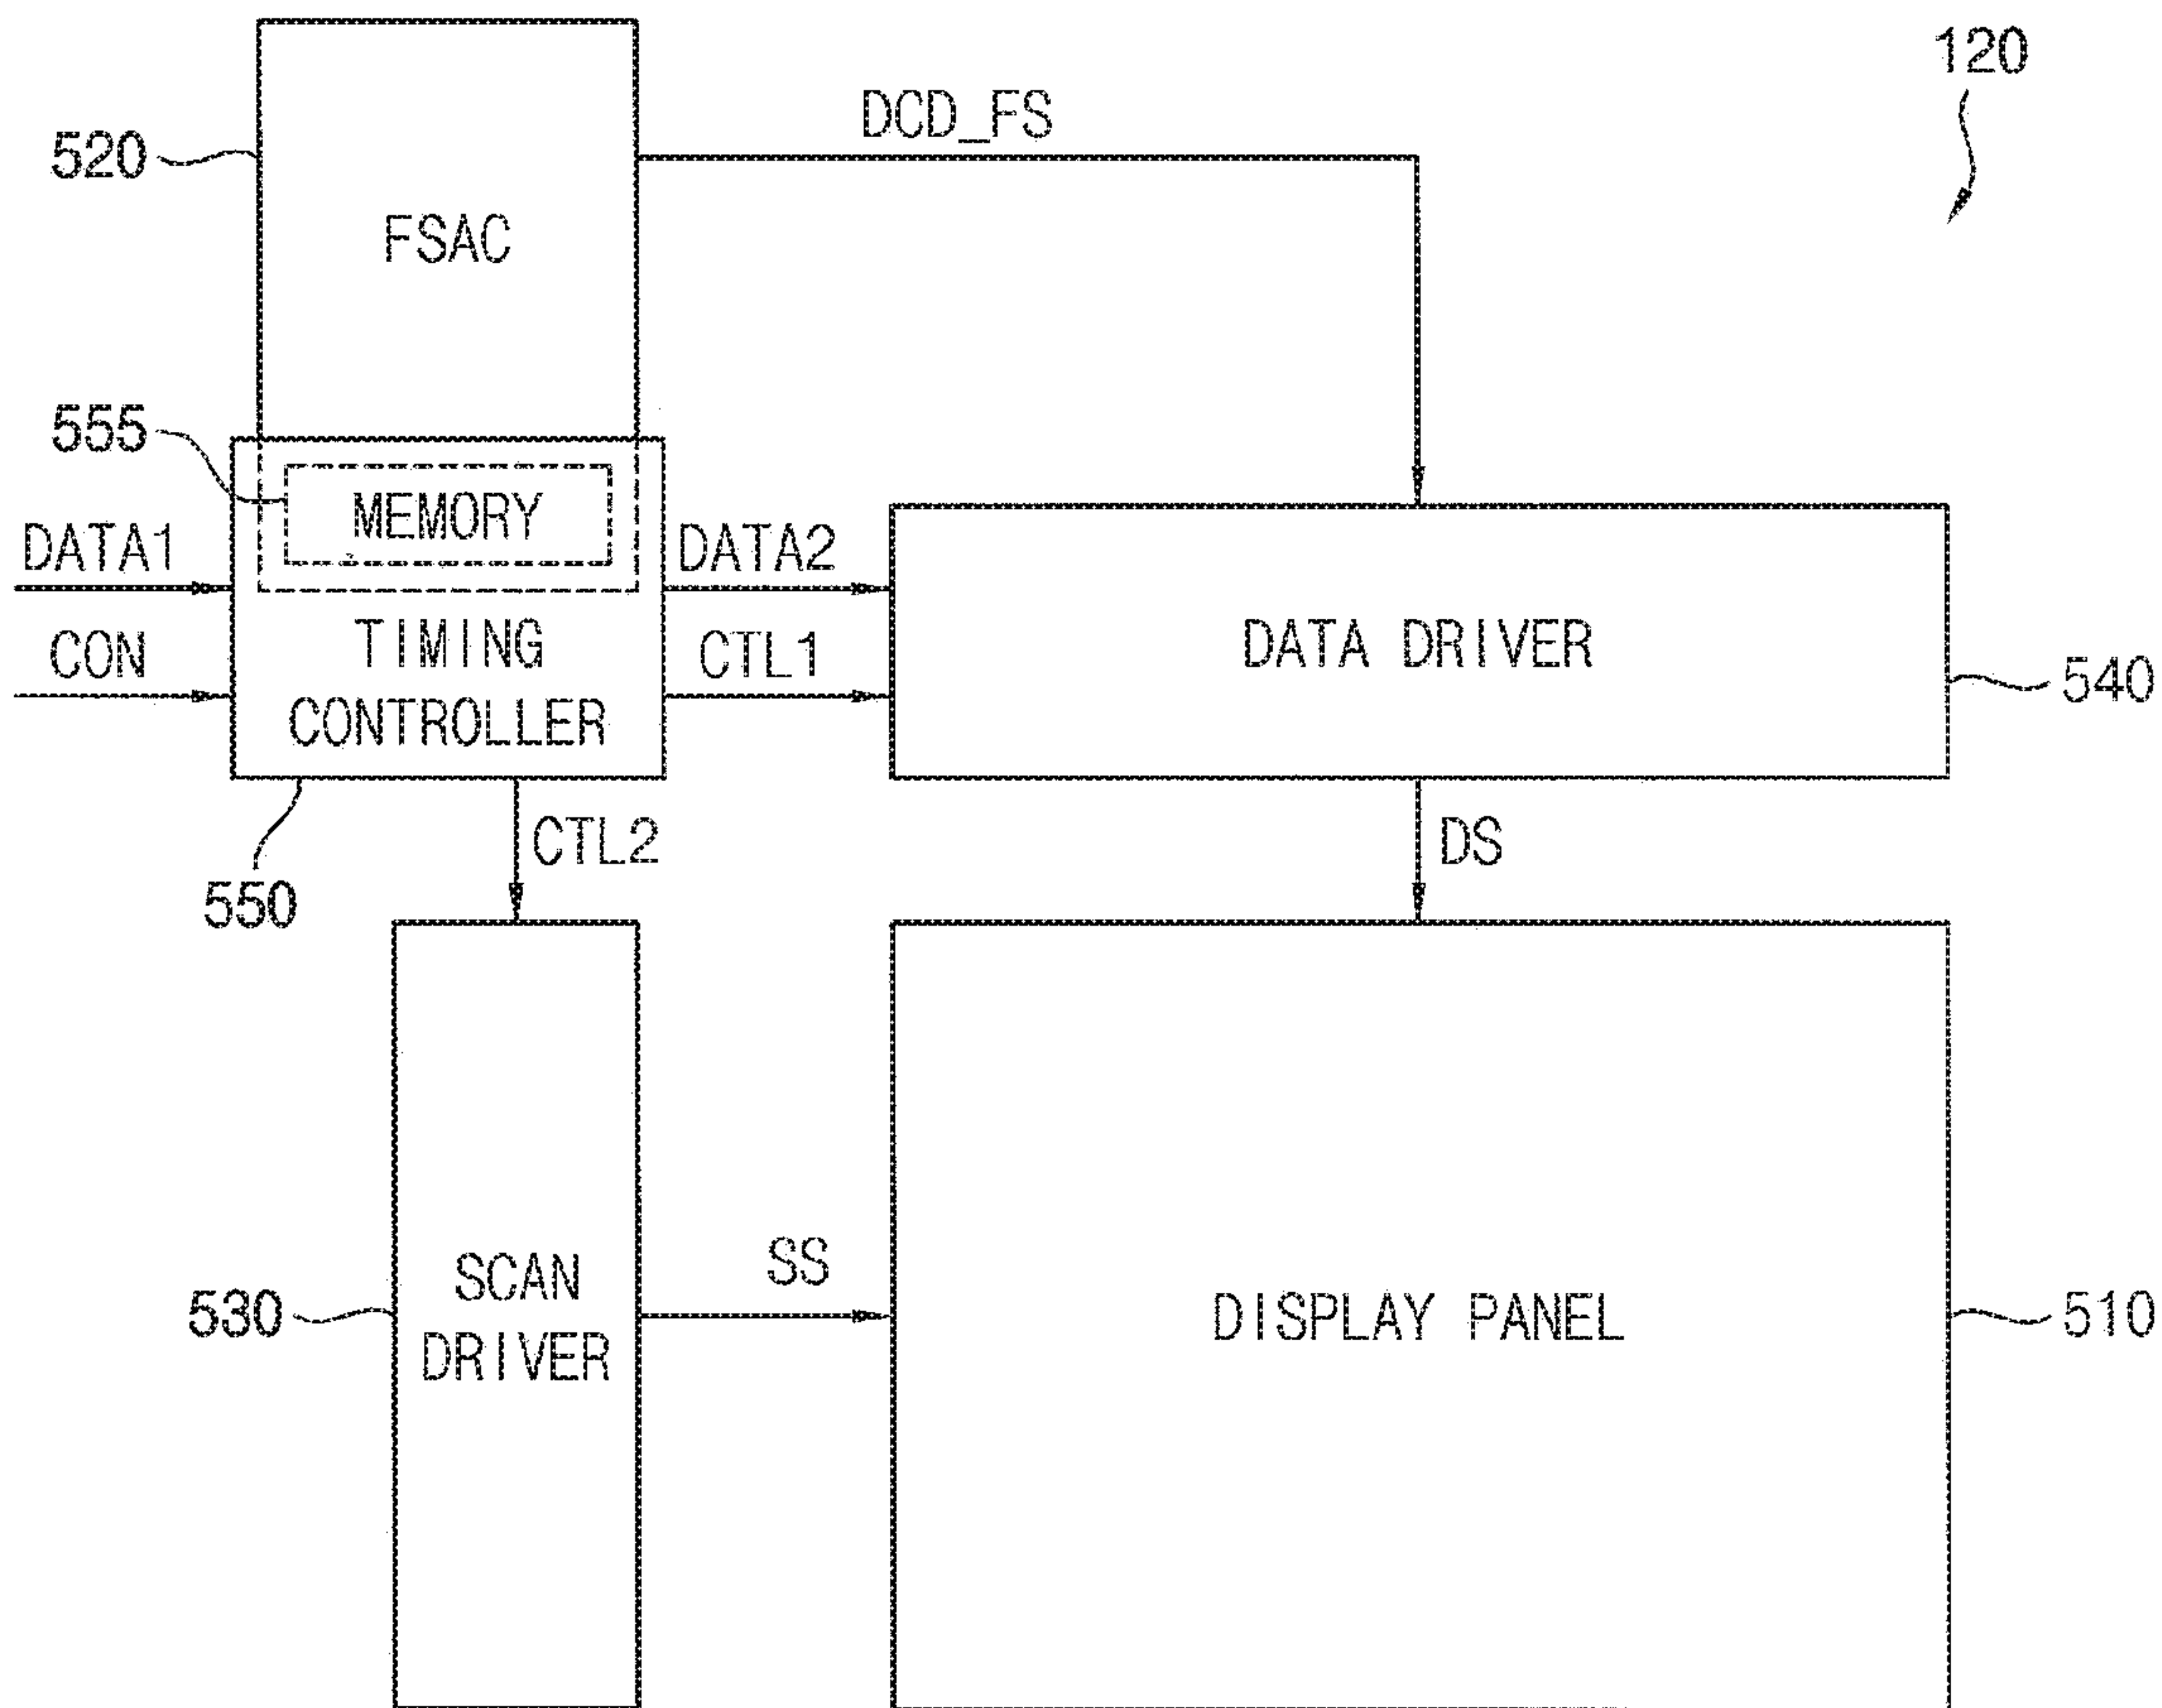 120
DCD_FS
520
FSAC
555
MEMORY
DATA1
DATA2
TIMING
CONTROLLER
CON
CTL1
DATA DRIVER
540
CTL2
DS
550
SCAN
DRIVER
530
SS
DISPLAY PANEL
510